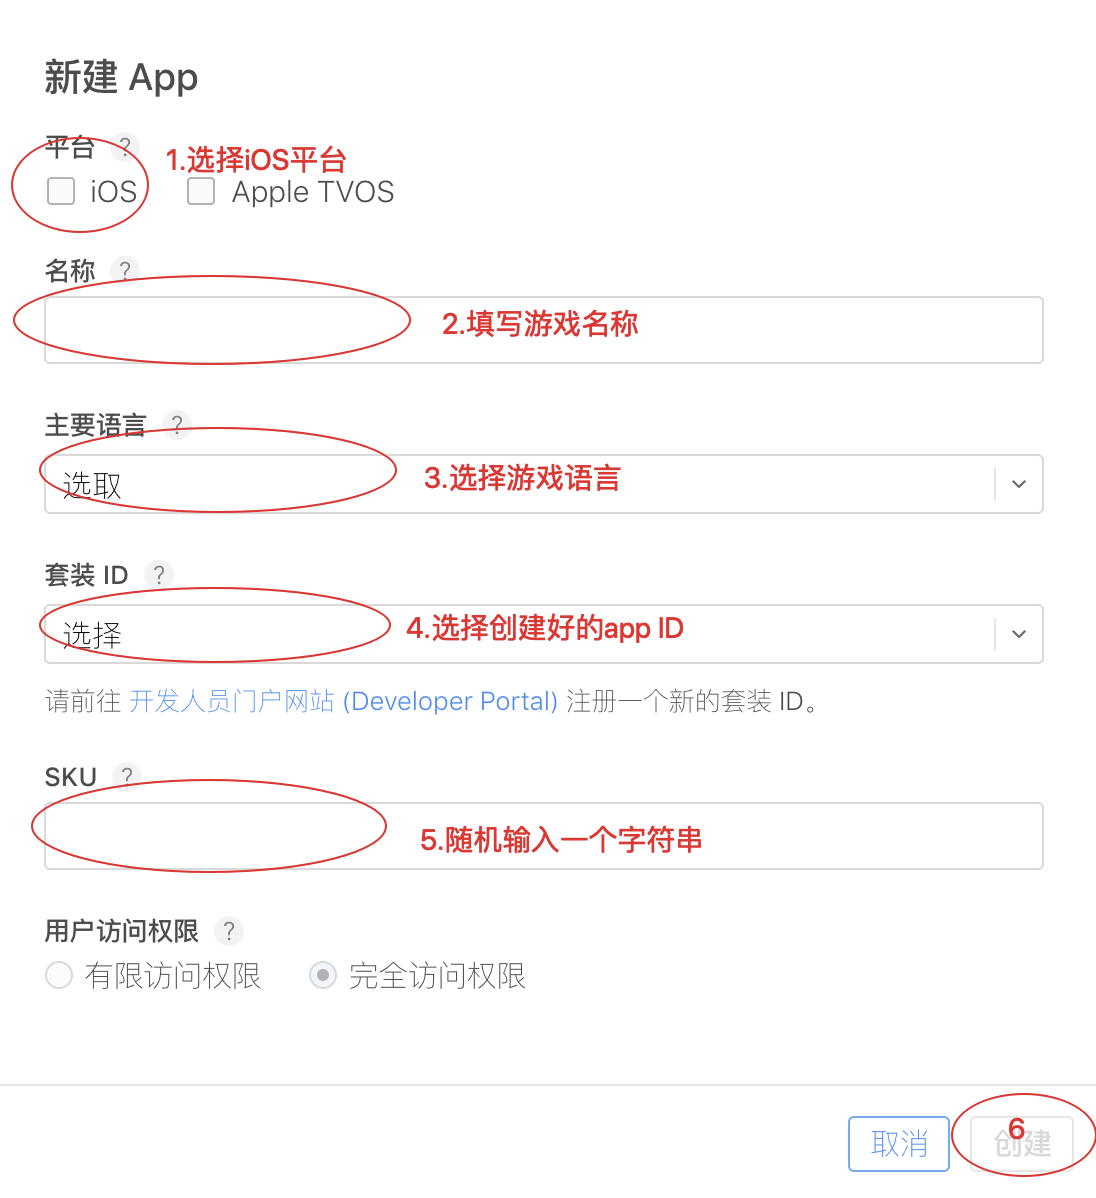 新建 App
平台 ?
1.选择iOS平台
iOS Apple TVOS
名称 ?
2.填写游戏名称
主要语言 ?
选取 3.选择游戏语言
套装 ID ?
选择 4.选择创建好的app ID
请前往 开发人员门户网站 (Developer Portal) 注册一个新的套装 ID。
SKU ?
5.随机输入一个字符串
用户访问权限 ?
有限访问权限 完全访问权限
6
取消 创建